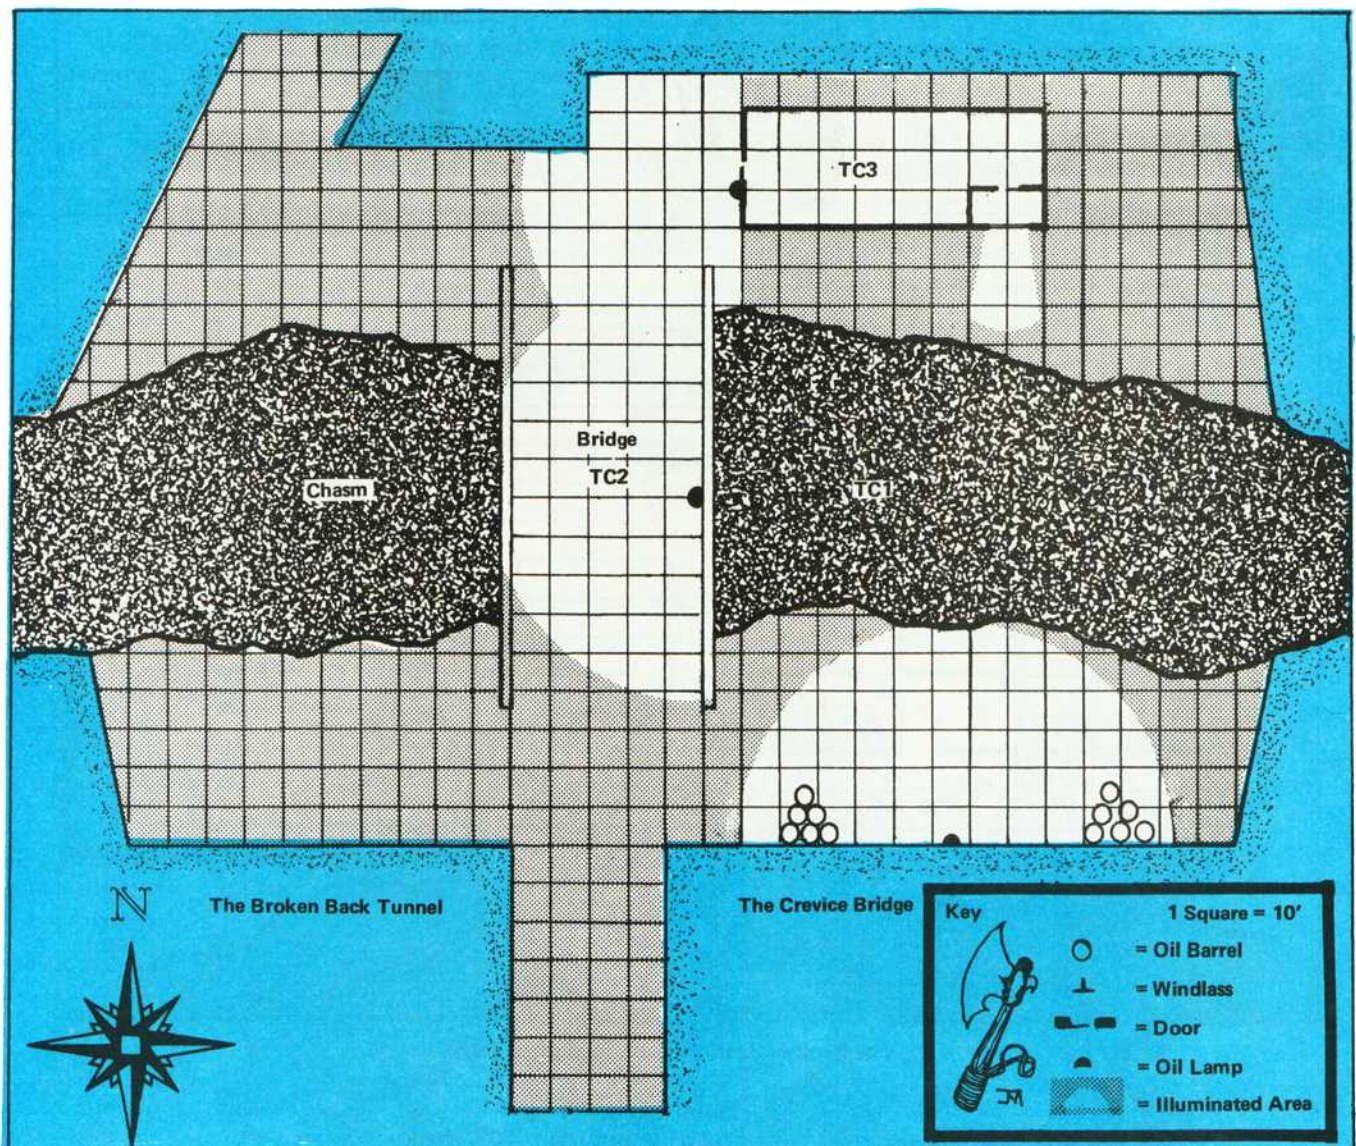 TC3
Bridge
TC2
Chasm
TC1
N
The Broken Back Tunnel
The Crevice Bridge
Key
1 Square = 10'
= Oil Barrel
= Windlass
= Door
= Oil Lamp
= Illuminated Area